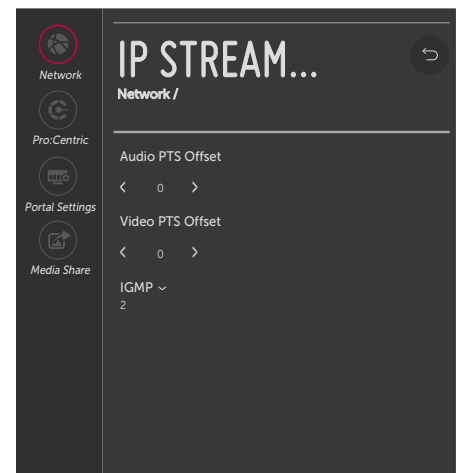 Network
Pro:Centric
Portal Settings
Media Share
IP STREAM...
Network /
Audio PTS Offset
0
Video PTS Offset
0
IGMP
2